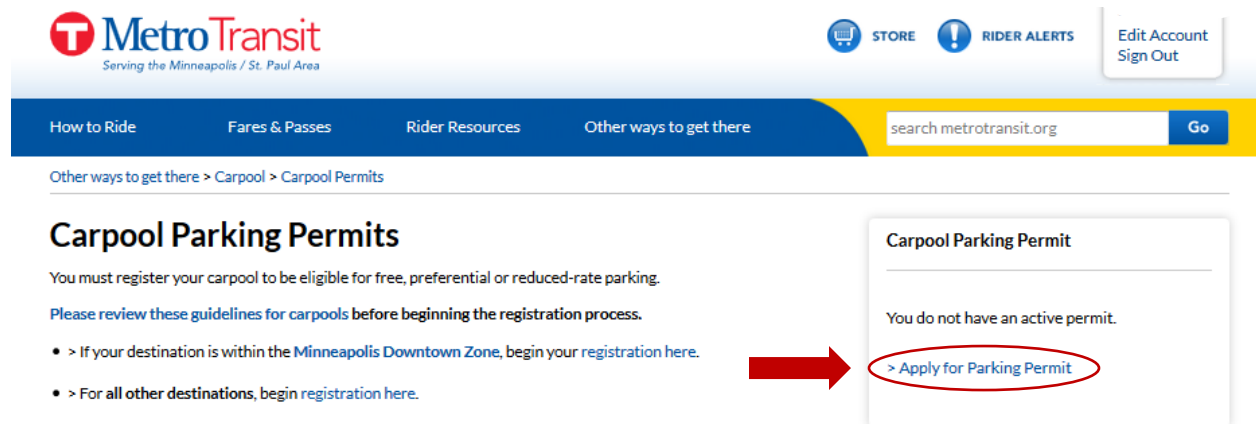 Metro Transit
Serving the Minneapolis / St. Paul Area
STORE
RIDER ALERTS
Edit Account
Sign Out
How to Ride
Fares & Passes
Rider Resources
Other ways to get there
search metrotransit.org
Go
Other ways to get there > Carpool > Carpool Permits
Carpool Parking Permits
You must register your carpool to be eligible for free, preferential or reduced-rate parking.
Please review these guidelines for carpools before beginning the registration process.
• > If your destination is within the Minneapolis Downtown Zone, begin your registration here.
• > For all other destinations, begin registration here.
Carpool Parking Permit
You do not have an active permit.
> Apply for Parking Permit